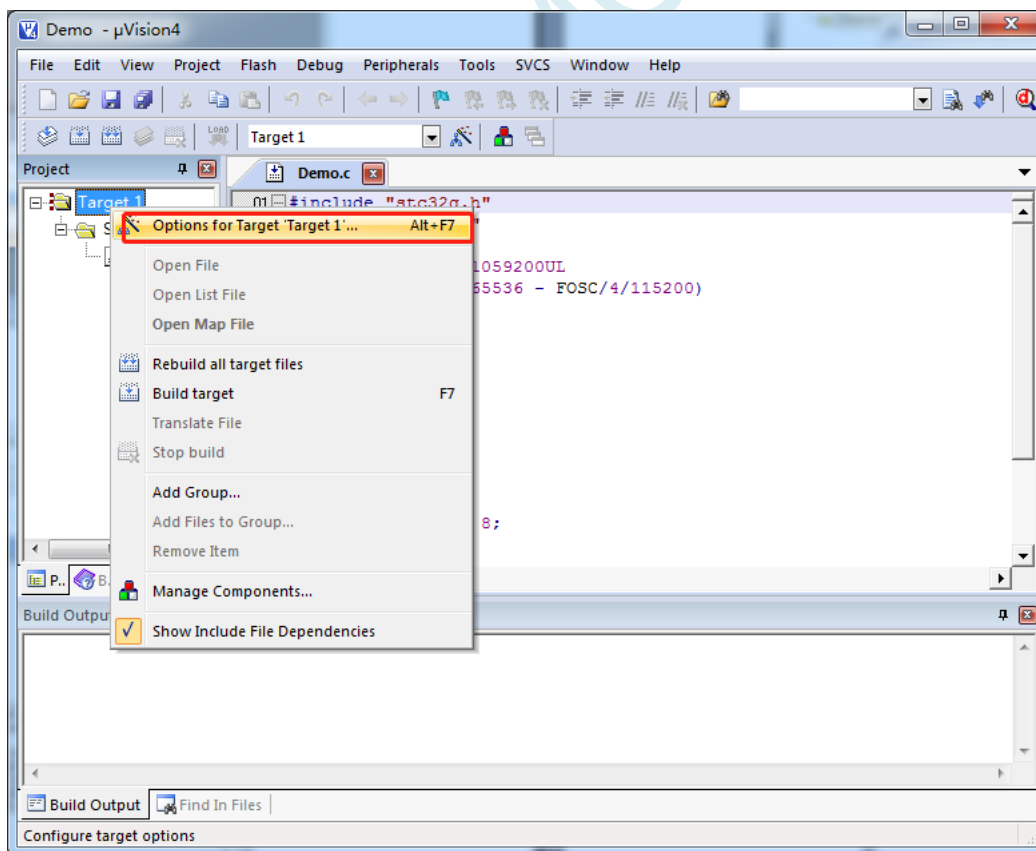 Demo - µVision4
File Edit View Project Flash Debug Peripherals Tools SVCS Window Help
LOAD Target 1
Project
Demo.c
Target 1
01 #include "stc32g.h"
S
Options for Target 'Target 1'... Alt+F7
"
Open File
1059200UL
Open List File
65536 - FOSC/4/115200)
Open Map File
Rebuild all target files
Build target F7
Translate File
Stop build
Add Group...
Add Files to Group...
8;
Remove Item
P.. B.
Manage Components...
Build Outpu
Show Include File Dependencies
Build Output Find In Files
Configure target options